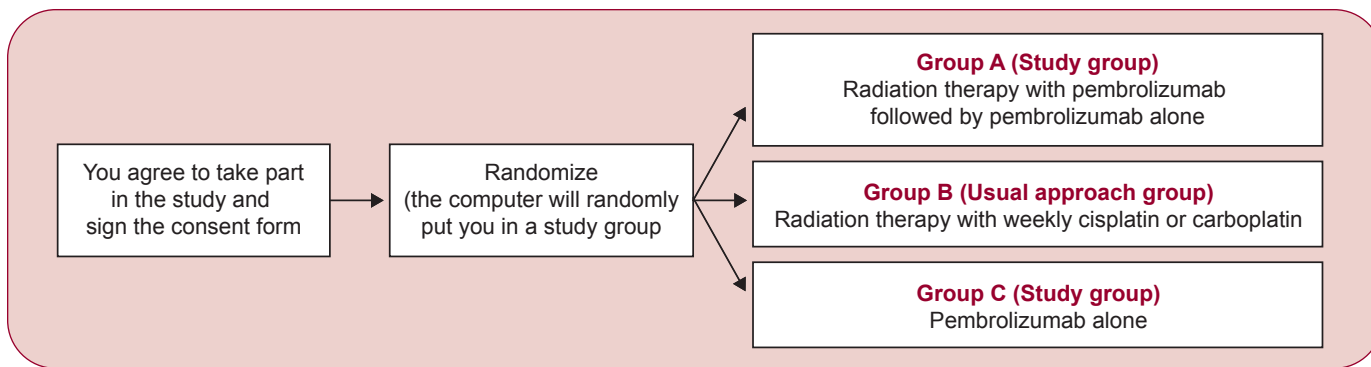 You agree to take part
in the study and
sign the consent form
Randomize
(the computer will randomly
put you in a study group
Group A (Study group)
Radiation therapy with pembrolizumab
followed by pembrolizumab alone
Group B (Usual approach group)
Radiation therapy with weekly cisplatin or carboplatin
Group C (Study group)
Pembrolizumab alone